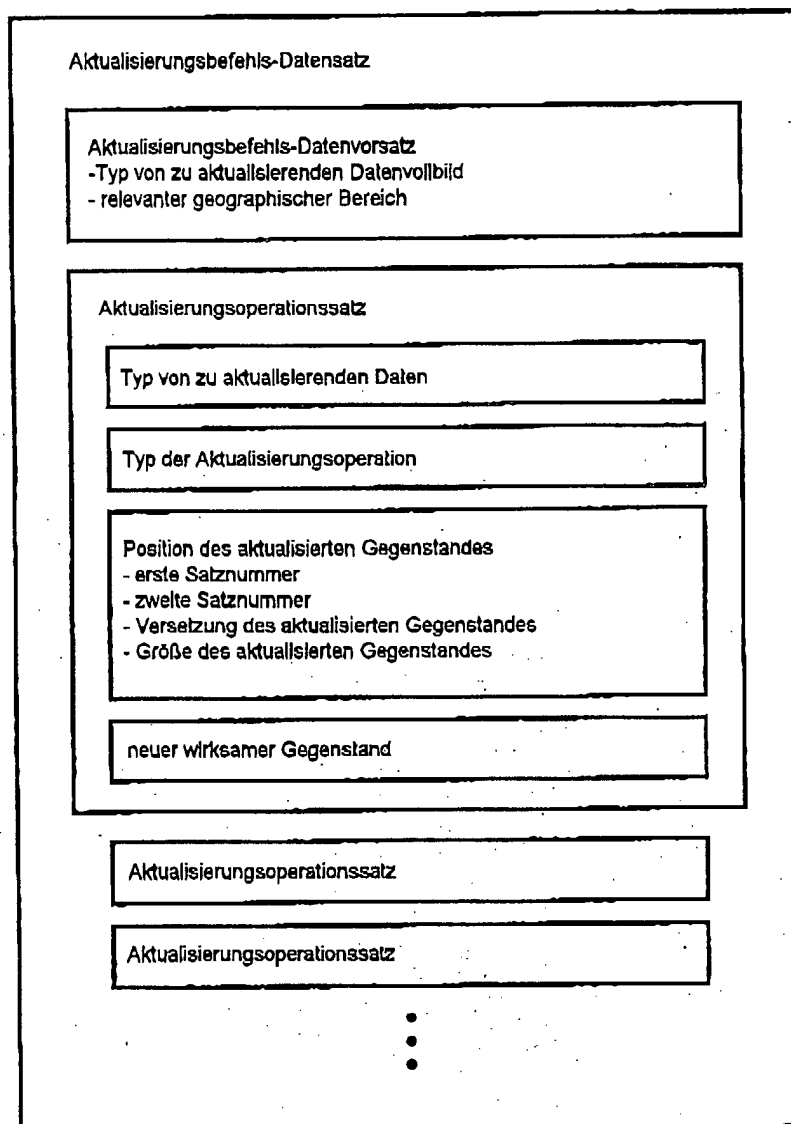 Aktualisierungsbefehls-Datensatz
Aktualisierungsbefehls-Datenvorsatz
-Typ von zu aktualisierenden Datenvollbild
- relevanter geographischer Bereich
Aktualisierungsoperationssatz
Typ von zu aktualisierenden Daten
Typ der Aktualisierungsoperation
Position des aktualisierten Gegenstandes
- erste Satznummer
- zweite Satznummer
- Versetzung des aktualisierten Gegenstandes
- Größe des aktualisierten Gegenstandes
neuer wirksamer Gegenstand
Aktualisierungsoperationssatz
Aktualisierungsoperationssatz